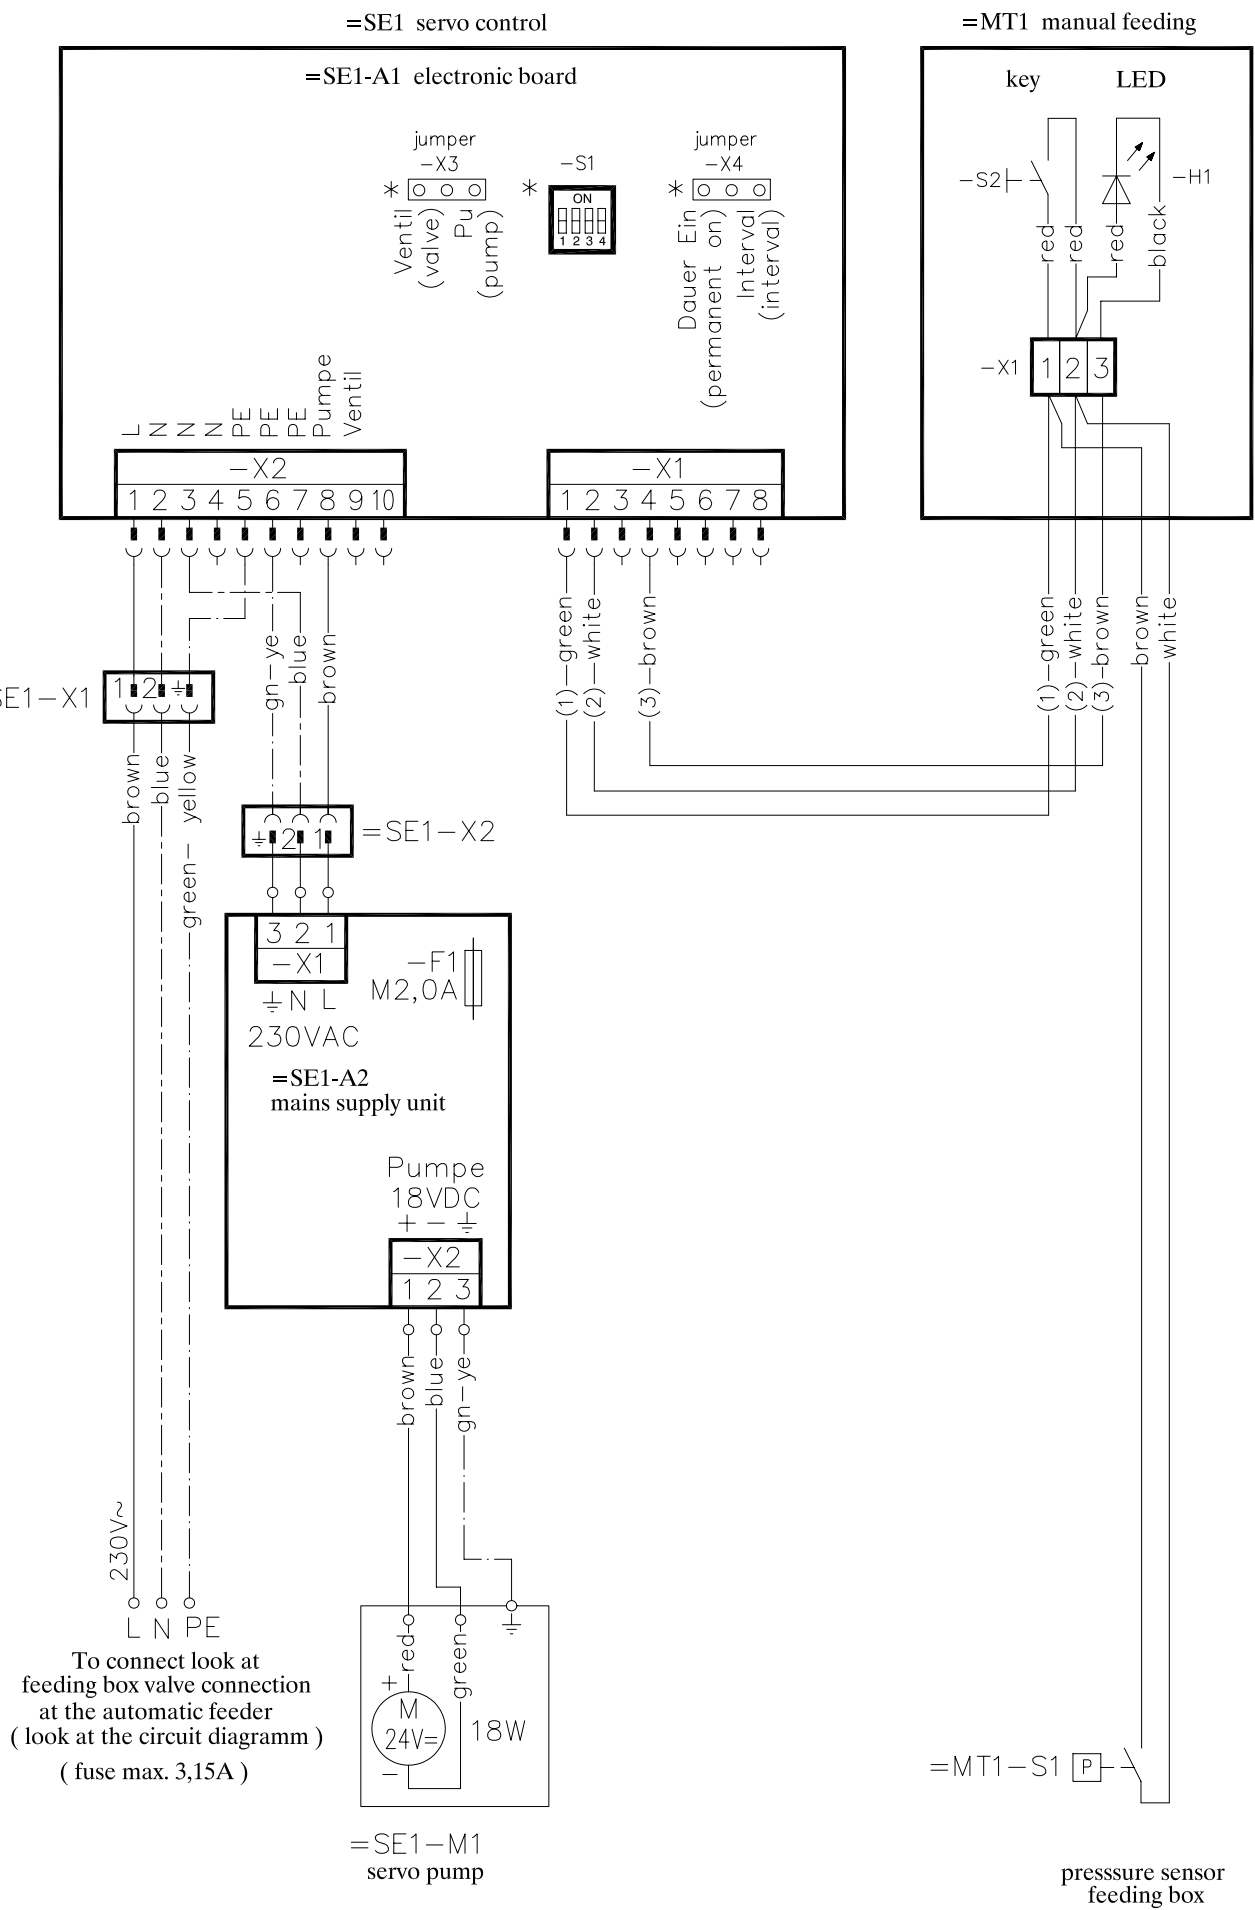 =SE1 servo control
=MT1 manual feeding
=SE1-A1 electronic board
key LED
jumper
-X3
-S1
jumper
-X4
* * *
ON
1 2 3 4
Ventil
(valve)
Pu
(pump)
Dauer Ein
(permanent on)
Interval
(interval)
-S2
-H1
red
red
red
black
-X1 1 2 3
L
N
N
N
PE
PE
PE
Pumpe
Ventil
-X2
1 2 3 4 5 6 7 8 9 10
-X1
1 2 3 4 5 6 7 8
gn-ye
blue
brown
(1) green
(2) white
(3) brown
(1) green
(2) white
(3) brown
brown
white
SE1-X1 1 2
brown
blue
green-yellow
2 1 =SE1-X2
3 2 1
-X1
N L
230VAC
-F1
M2,0A
=SE1-A2
mains supply unit
Pumpe
18VDC
+ -
-X2
1 2 3
brown
blue
gn-ye
230V~
L N PE
To connect look at
feeding box valve connection
at the automatic feeder
( look at the circuit diagramm )
( fuse max. 3,15A )
red
green
+
M
24V=
-
18W
=SE1-M1
servo pump
=MT1-S1 P
presssure sensor
feeding box